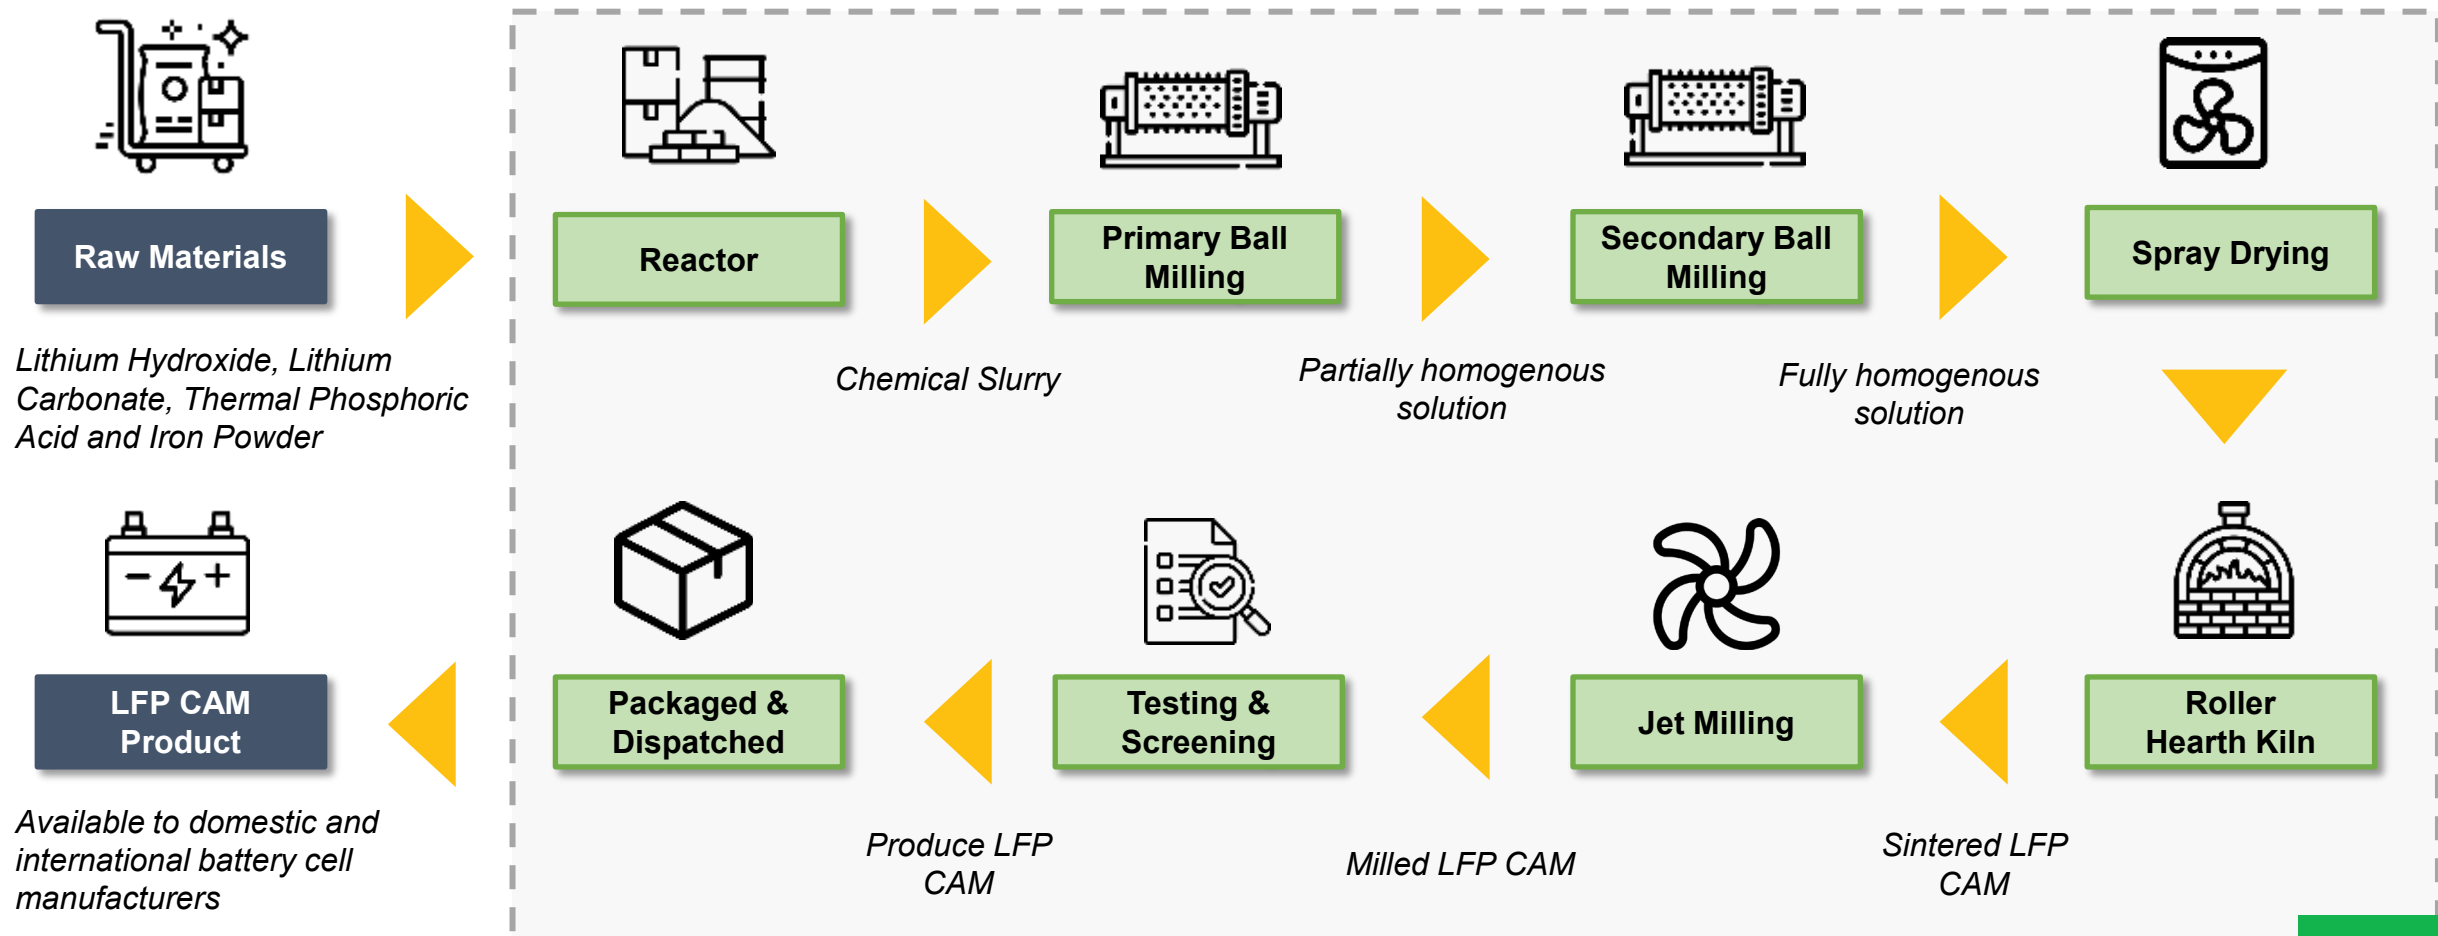 Raw Materials
Reactor
Primary Ball
Milling
Secondary Ball
Milling
Spray Drying
Lithium Hydroxide, Lithium
Carbonate, Thermal Phosphoric
Acid and Iron Powder
Chemical Slurry
Partially homogenous
solution
Fully homogenous
solution
LFP CAM
Product
Packaged &
Dispatched
Testing &
Screening
Jet Milling
Roller
Hearth Kiln
Available to domestic and
international battery cell
manufacturers
Produce LFP
CAM
Milled LFP CAM
Sintered LFP
CAM